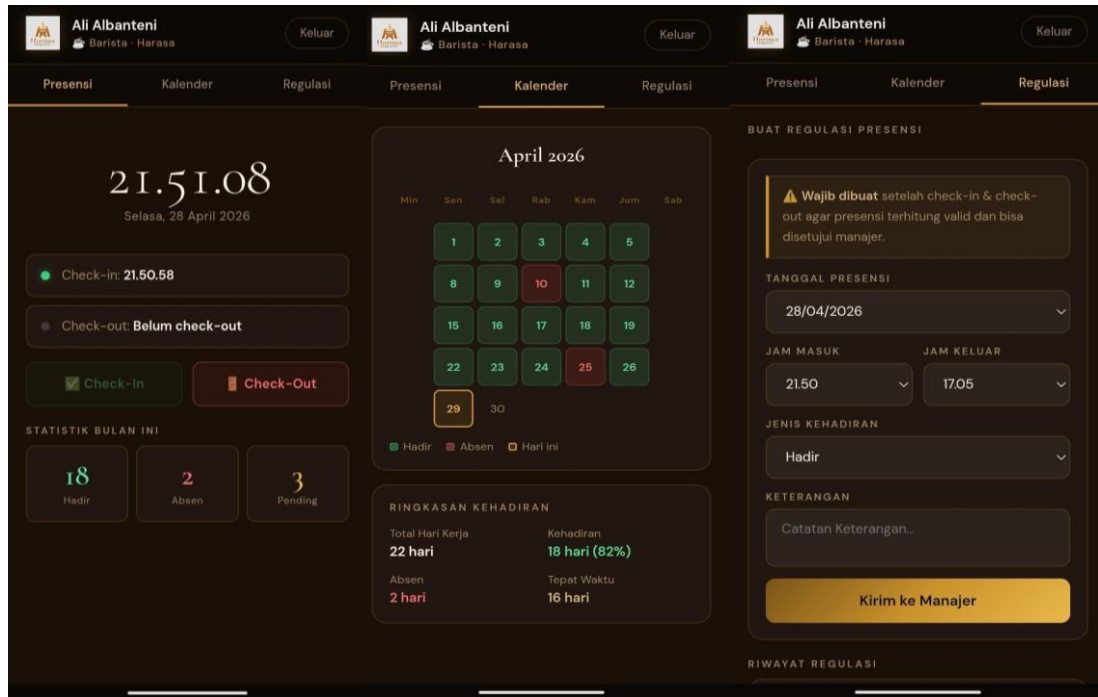 Ali Albanteni
☕ Barista · Harasa
Keluar
Presensi
Kalender
Regulasi
21.51.08
Selasa, 28 April 2026
Check-in: 21.50.58
Check-out: Belum check-out
✅ Check-In
🚪 Check-Out
STATISTIK BULAN INI
18
Hadir
2
Absen
3
Pending
Ali Albanteni
☕ Barista · Harasa
Keluar
Presensi
Kalender
Regulasi
April 2026
Min Sen Sel Rab Kam Jum Sab
1 2 3 4 5
8 9 10 11 12
15 16 17 18 19
22 23 24 25 26
29 30
Hadir Absen Hari ini
RINGKASAN KEHADIRAN
Total Hari Kerja
22 hari
Kehadiran
18 hari (82%)
Absen
2 hari
Tepat Waktu
16 hari
Ali Albanteni
☕ Barista · Harasa
Keluar
Presensi
Kalender
Regulasi
BUAT REGULASI PRESENSI
⚠️ Wajib dibuat setelah check-in & check-
out agar presensi terhitung valid dan bisa
disetujui manajer.
TANGGAL PRESENSI
28/04/2026
JAM MASUK
21.50
JAM KELUAR
17.05
JENIS KEHADIRAN
Hadir
KETERANGAN
Catatan Keterangan...
Kirim ke Manajer
RIWAYAT REGULASI